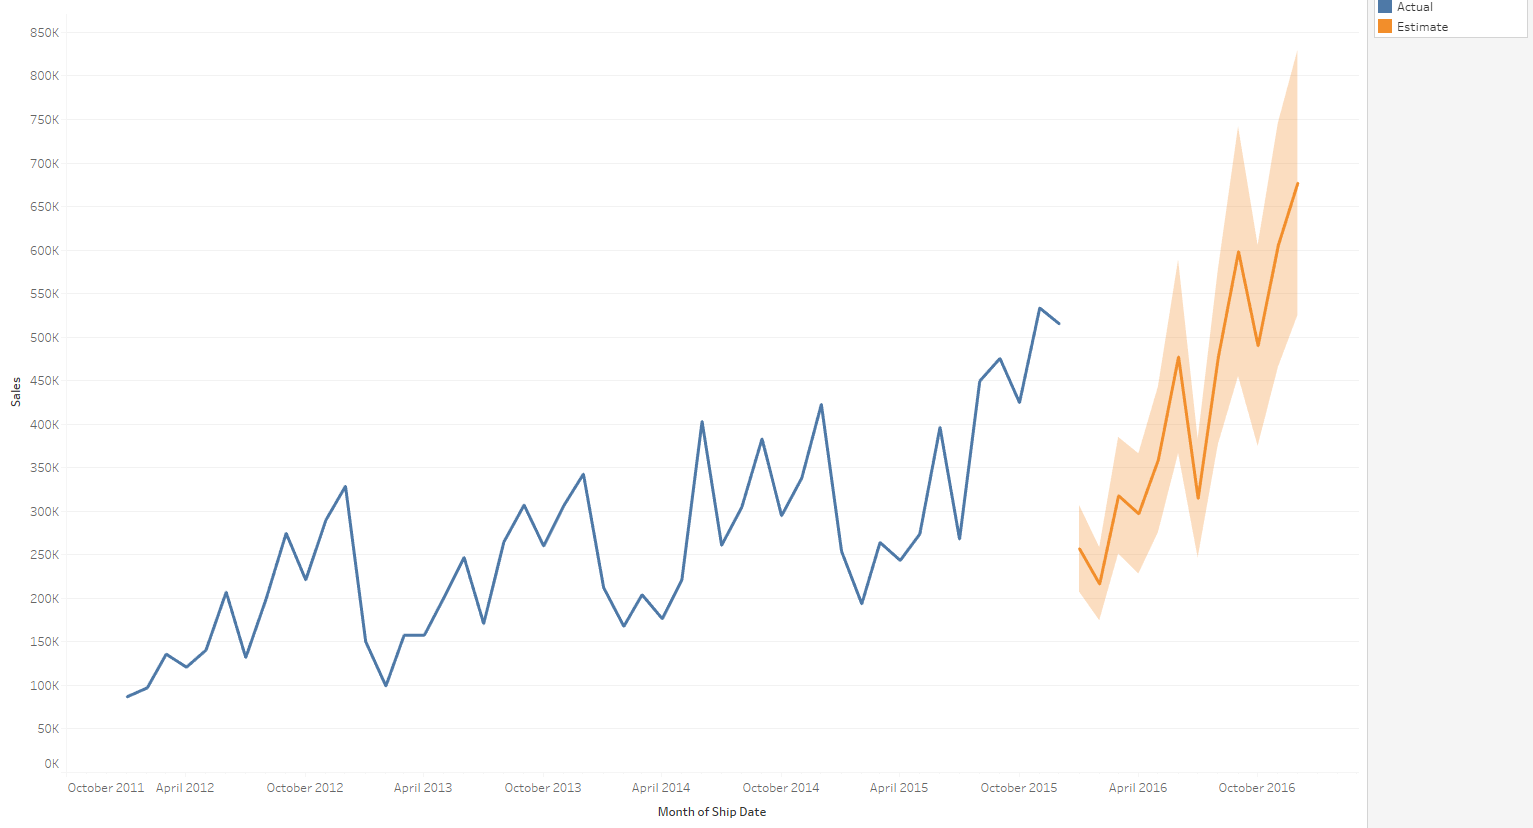 Actual
Estimate
850K
800K
750K
700K
650K
600K
550K
500K
450K
400K
350K
300K
250K
200K
150K
100K
50K
0K
Sales
October 2011 April 2012 October 2012 April 2013 October 2013 April 2014 October 2014 April 2015 October 2015 April 2016 October 2016
Month of Ship Date